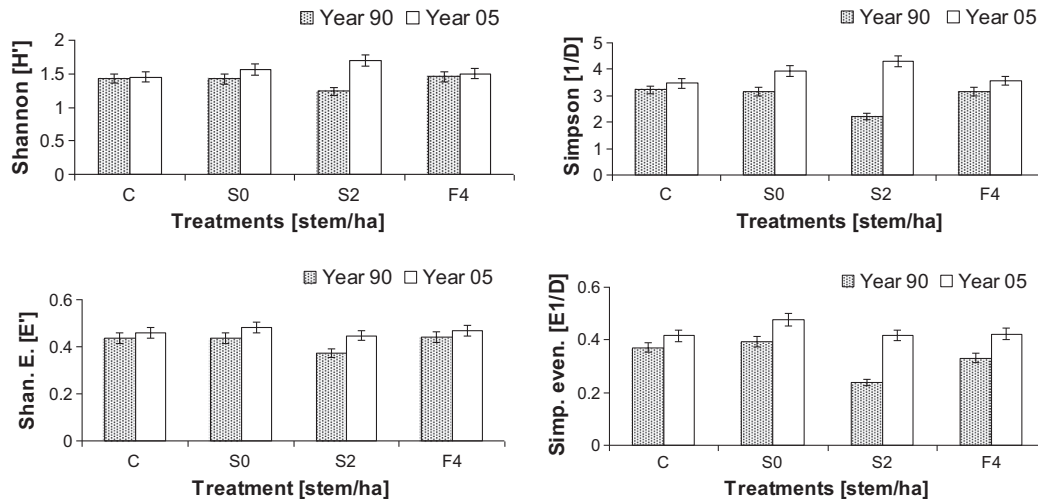 Year 90 Year 05
Shannon [H']
2
1.5
1
0.5
0
C S0 S2 F4
Treatments [stem/ha]
Year 90 Year 05
Simpson [1/D]
5
4
3
2
1
0
C S0 S2 F4
Treatments [stem/ha]
Year 90 Year 05
Shan. E. [E']
0.6
0.4
0.2
0
C S0 S2 F4
Treatment [stem/ha]
Year 90 Year 05
Simp. even. [E1/D]
0.6
0.4
0.2
0
C S0 S2 F4
Treatments [stem/ha]